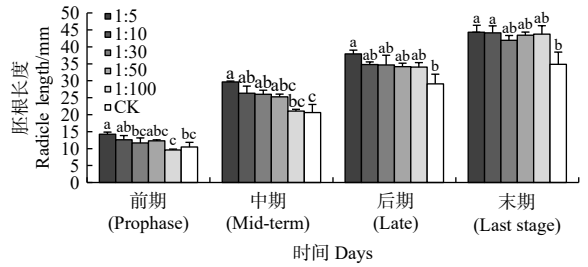 胚根长度
Radicle length/mm
50
45
40
35
30
25
20
15
10
5
0
1:5
1:10
1:30
1:50
1:100
CK
a ab bc abc c bc
a ab ab abc bc c
a ab ab ab ab b
a a ab ab ab b
前期 中期 后期 末期
(Prophase) (Mid-term) (Late) (Last stage)
时间 Days